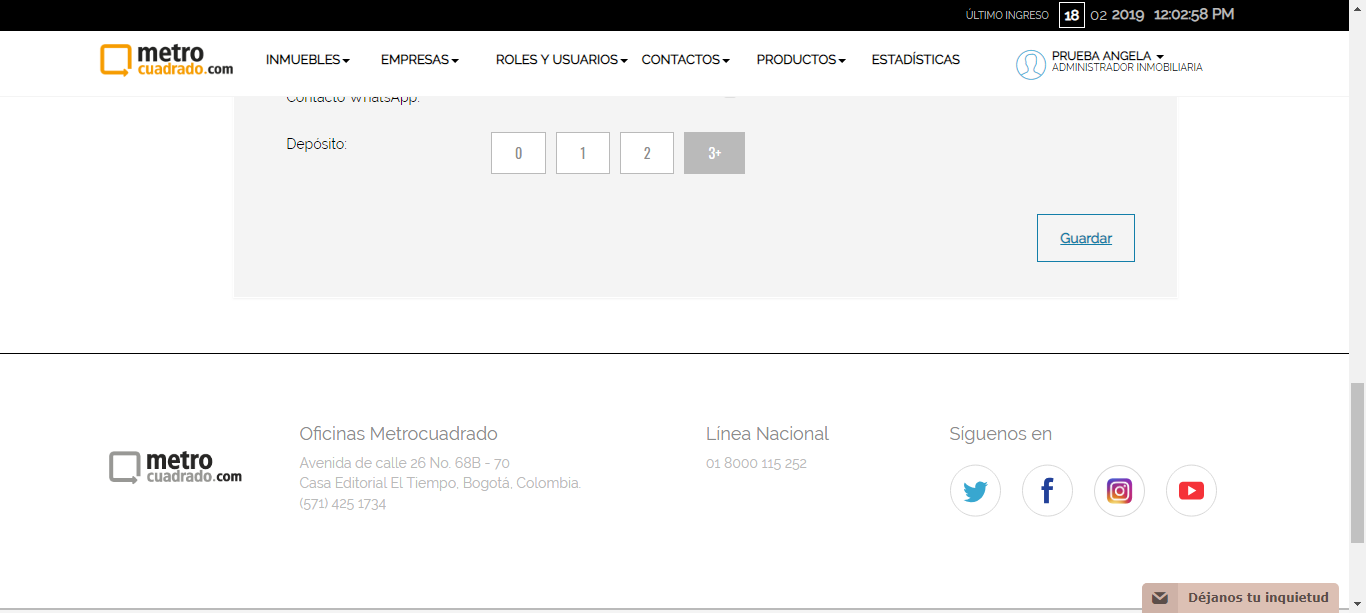 ÚLTIMO INGRESO 18 02 2019 12:02:58 PM
metro
cuadrado.com
INMUEBLES EMPRESAS ROLES Y USUARIOS CONTACTOS PRODUCTOS ESTADÍSTICAS
PRUEBA ANGELA
ADMINISTRADOR INMOBILIARIA
Contacto WhatsApp:
Depósito: 0 1 2 3+
Guardar
metro
cuadrado.com
Oficinas Metrocuadrado
Avenida de calle 26 No. 68B - 70
Casa Editorial El Tiempo, Bogotá, Colombia.
(571) 425 1734
Línea Nacional
01 8000 115 252
Síguenos en
Déjanos tu inquietud